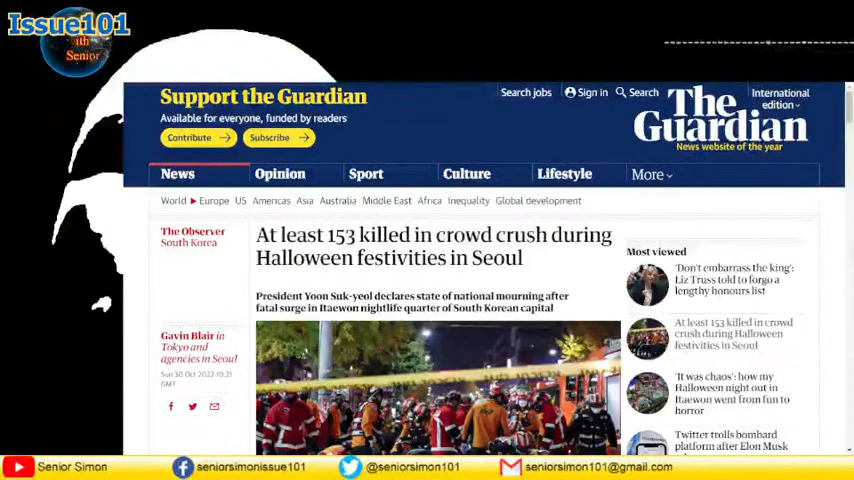 Issue101
ith
Senior
Support the Guardian
Available for everyone, funded by readers
Contribute
Subscribe
Search jobs
Sign in
Search
International
edition
The
Guardian
News website of the year
News
Opinion
Sport
Culture
Lifestyle
More
World
Europe
US
Americas
Asia
Australia
Middle East
Africa
Inequality
Global development
The Observer
South Korea
At least 153 killed in crowd crush during
Halloween festivities in Seoul
President Yoon Suk-yeol declares state of national mourning after
fatal surge in Itaewon nightlife quarter of South Korean capital
Gavin Blair in
Tokyo and
agencies in Seoul
Sun 30 Oct 2022 10.21
GMT
Most viewed
'Don't embarrass the king':
Liz Truss told to forgo a
lengthy honours list
At least 153 killed in crowd
crush during Halloween
festivities in Seoul
'It was chaos': how my
Halloween night out in
Itaewon went from fun to
horror
Twitter trolls bombard
platform after Elon Musk
Senior Simon
seniorsimonissue101
@seniorsimon101
seniorsimon101@gmail.com